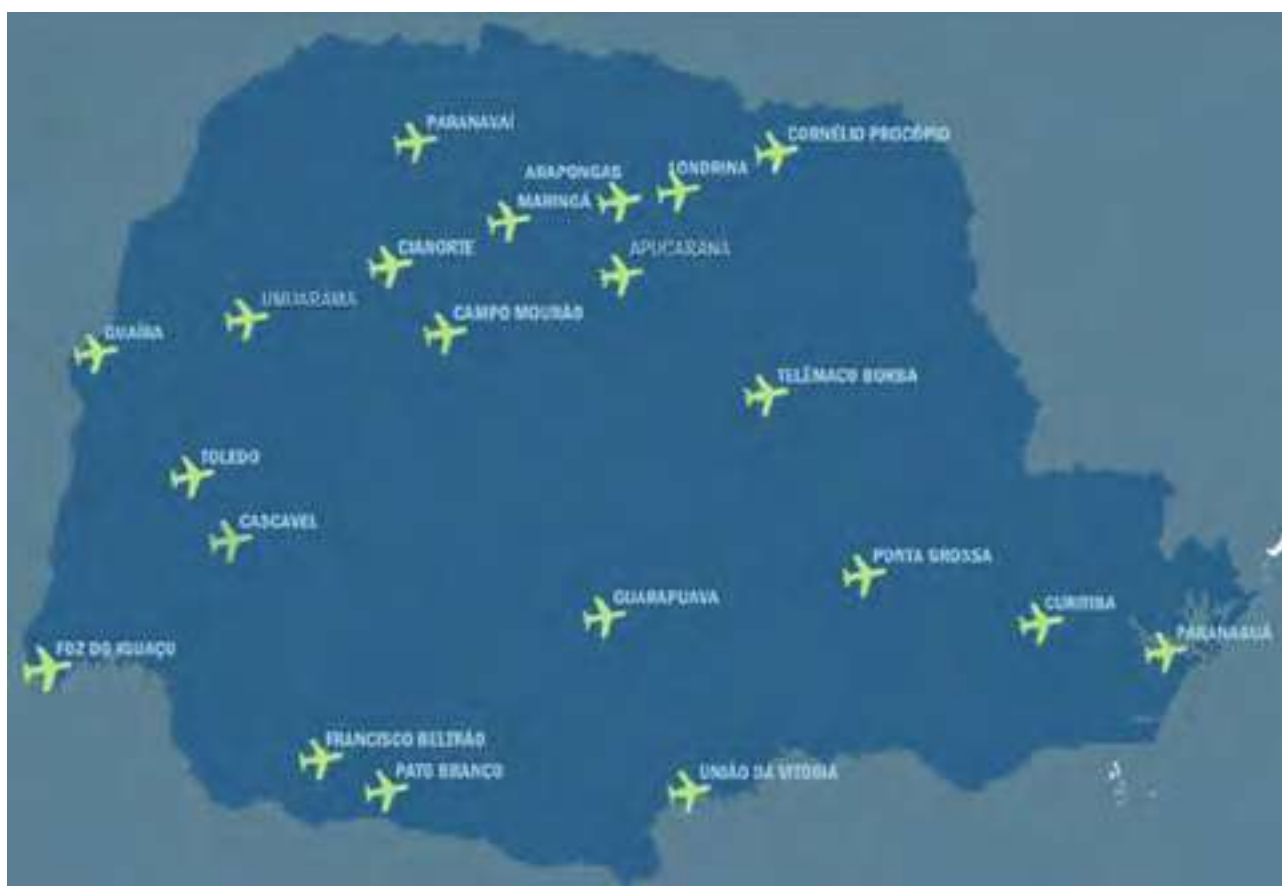 PARANAVAÍ
CORNÉLIO PROCÓPIO
ARAPONGAS
LONDRINA
MARINGÁ
CIANORTE
APUCARANA
UMUARAMA
CAMPO MOURÃO
GUAÍRA
TELÊMACO BORBA
TOLEDO
CASCAVEL
PONTA GROSSA
GUARAPUAVA
CURITIBA
PARANAGUÁ
FOZ DO IGUAÇU
FRANCISCO BELTRÃO
PATO BRANCO
UNIÃO DA VITÓRIA